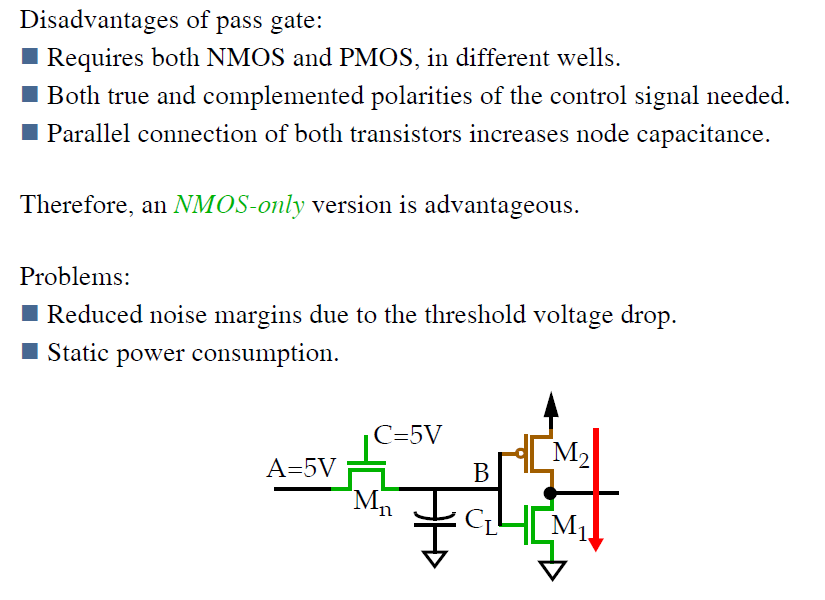 Disadvantages of pass gate:
Requires both NMOS and PMOS, in different wells.
Both true and complemented polarities of the control signal needed.
Parallel connection of both transistors increases node capacitance.
Therefore, an NMOS-only version is advantageous.
Problems:
Reduced noise margins due to the threshold voltage drop.
Static power consumption.
C=5V
A=5V
B
M2
Mn
CL
M1